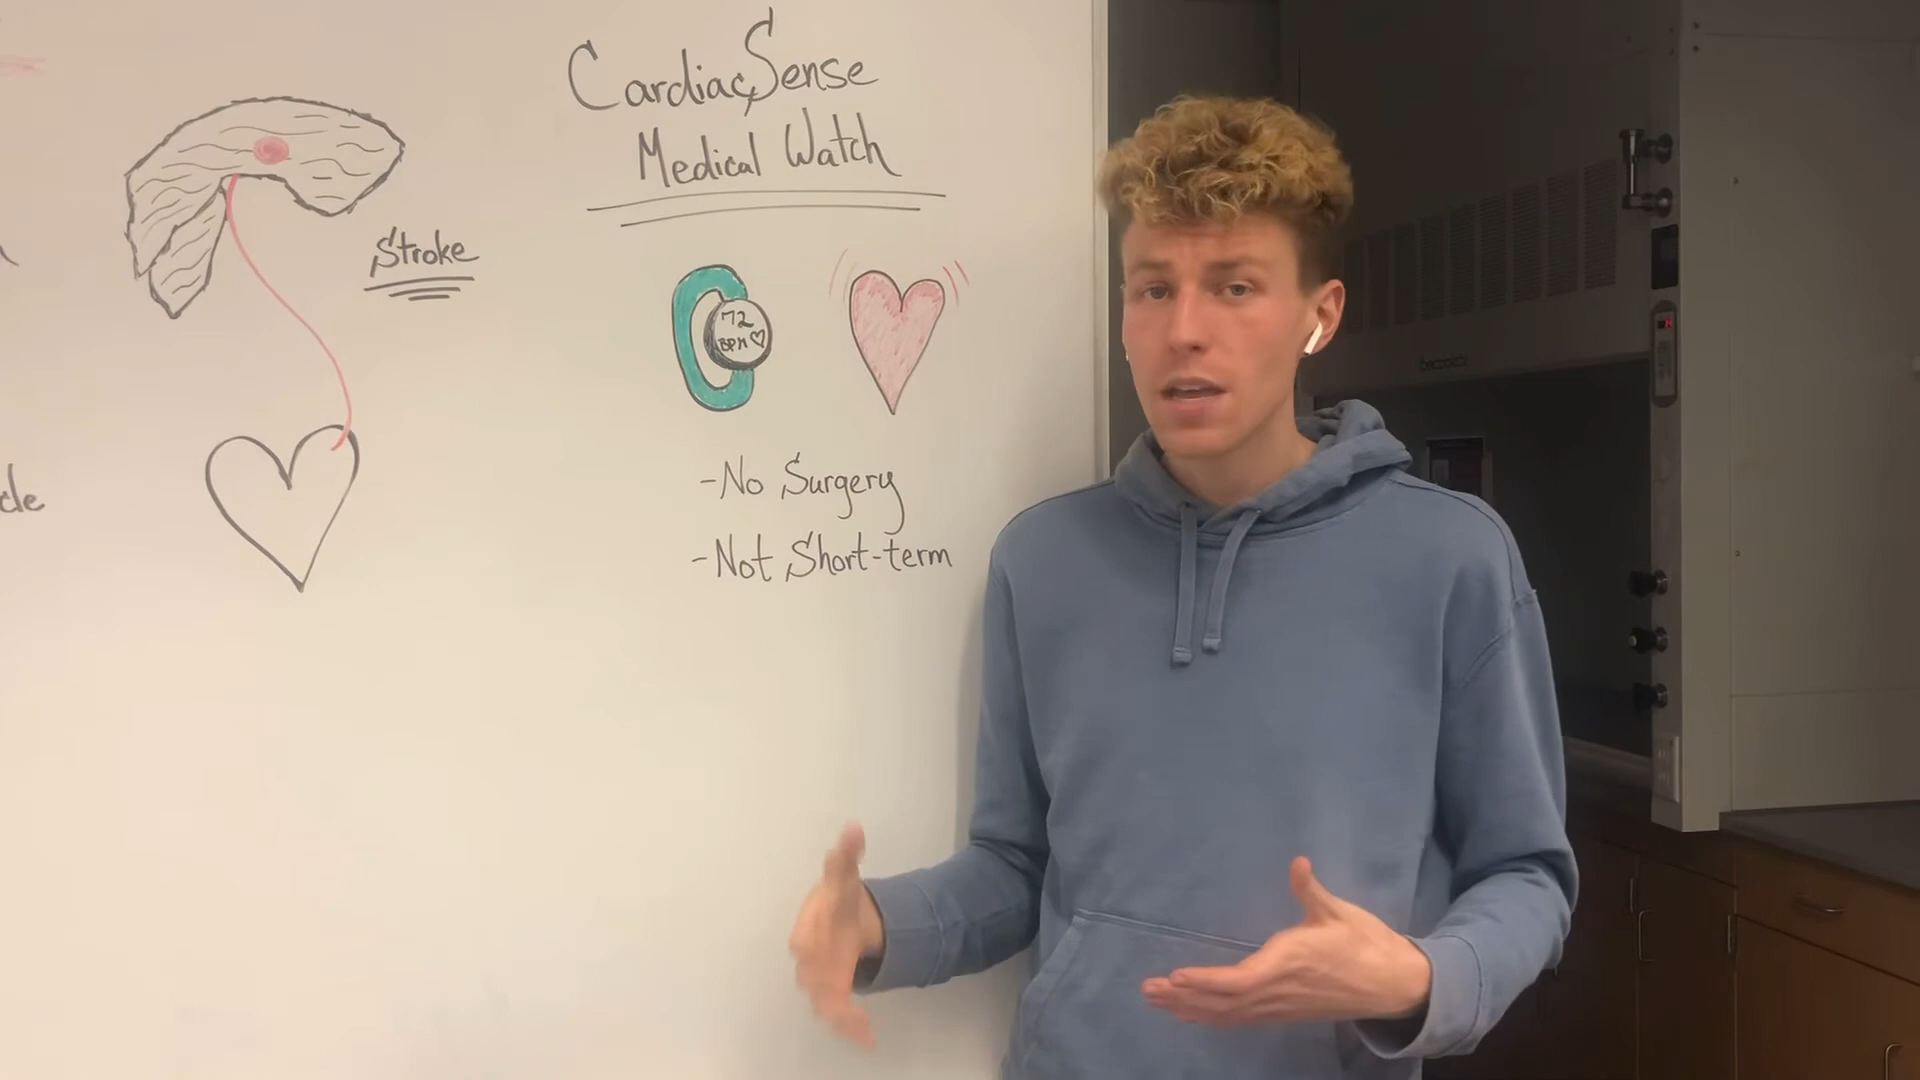 CardiacSense
Medical Watch
Stroke
72
BPM
-No Surgery
-Not Short-term